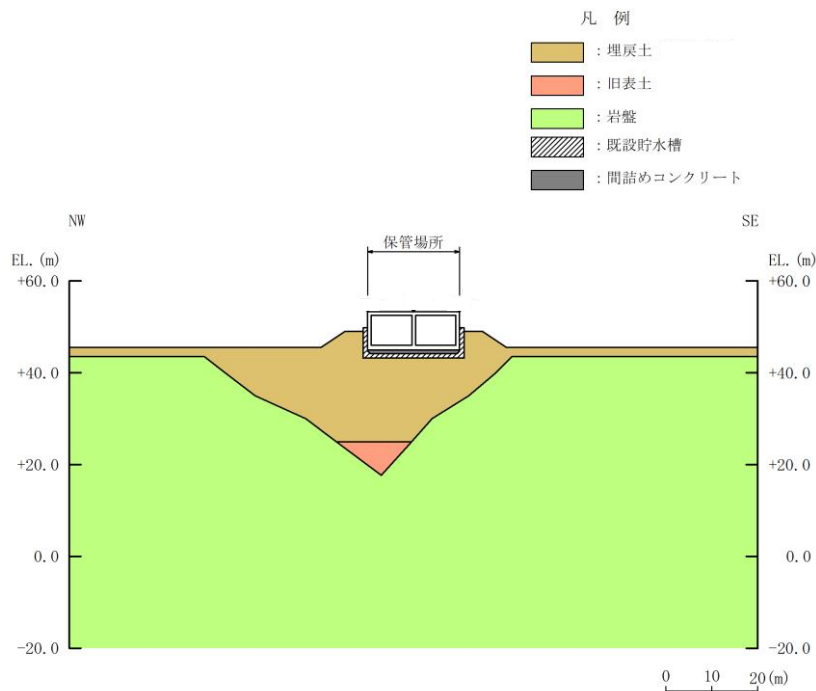 凡 例
：埋戻土
：旧表土
：岩盤
：既設貯水槽
：間詰めコンクリート
NW
SE
保管場所
EL. (m)
EL. (m)
+60.0
+60.0
+40.0
+40.0
+20.0
+20.0
0.0
0.0
-20.0
-20.0
0 10 20(m)